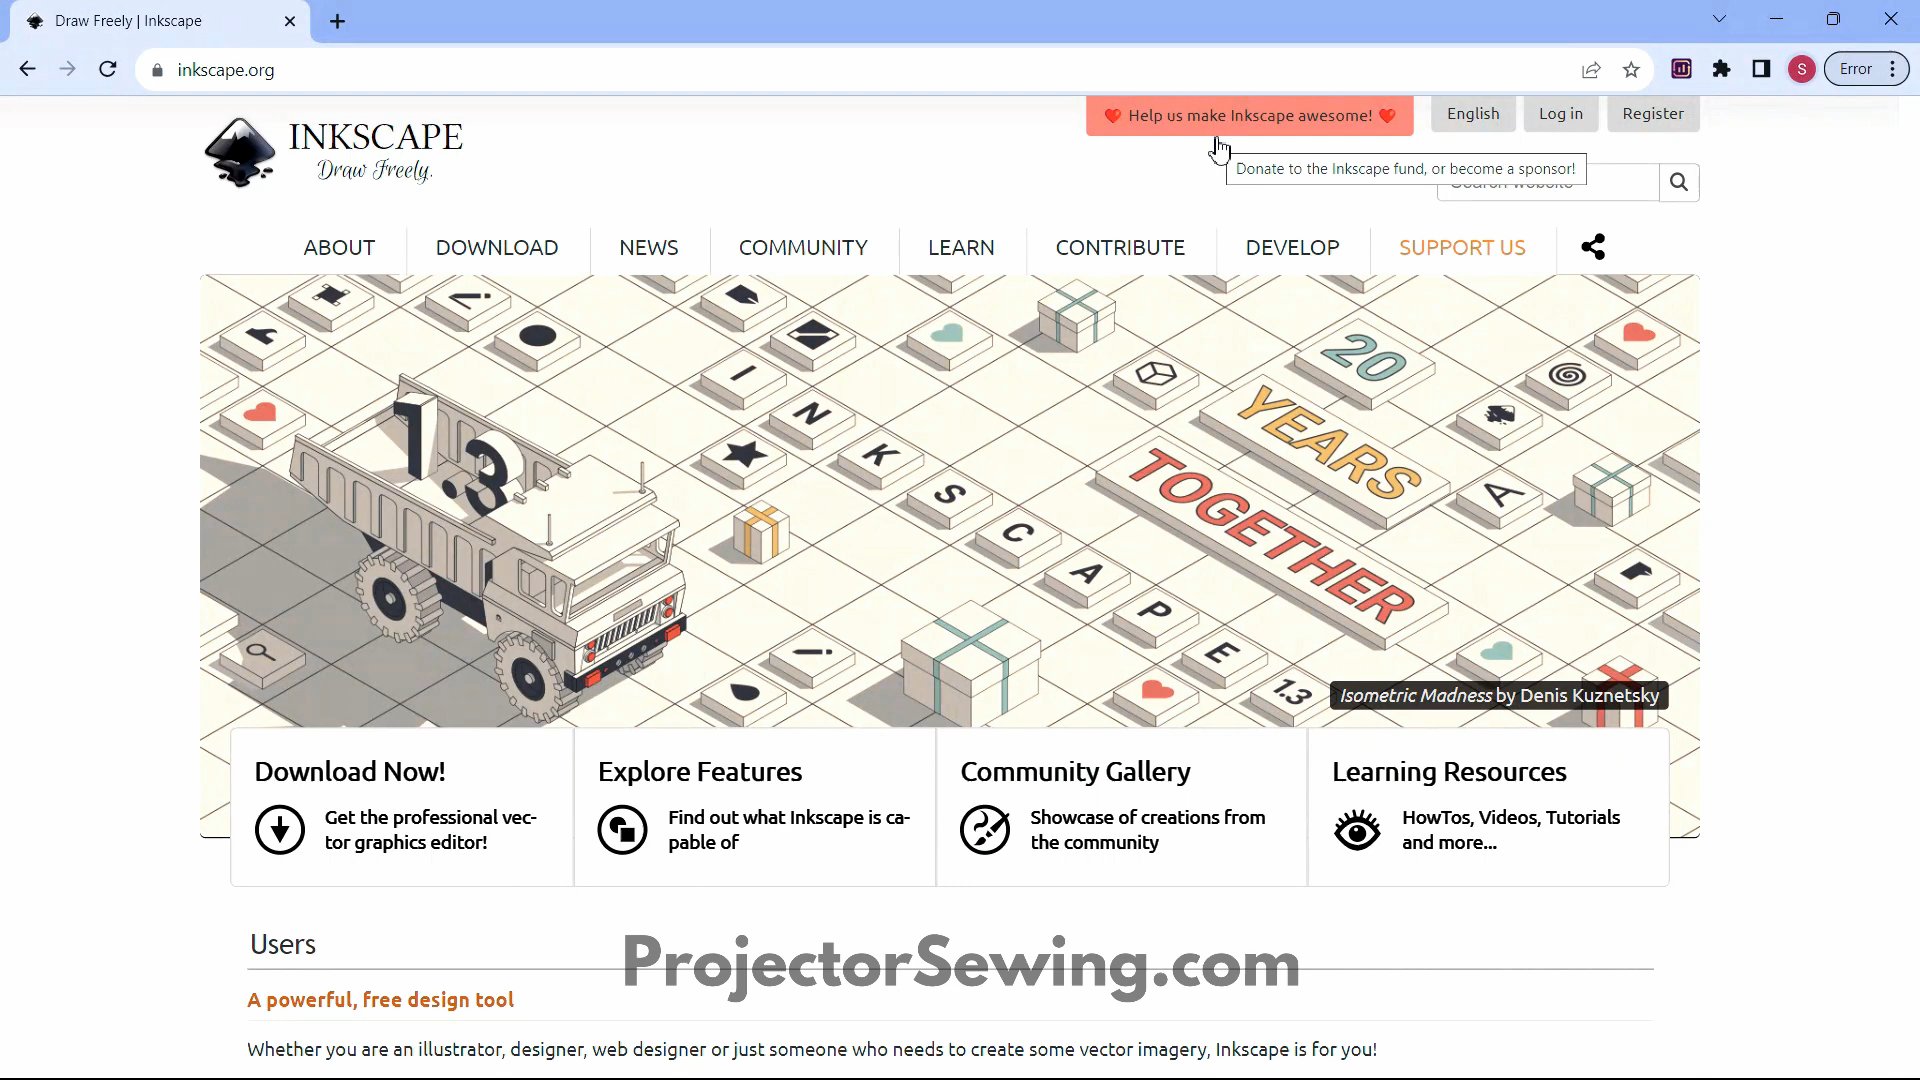 Draw Freely | Inkscape
inkscape.org
Error
S
Help us make Inkscape awesome!
English
Log in
Register
INKSCAPE
Draw Freely.
Donate to the Inkscape fund, or become a sponsor!
ABOUT
DOWNLOAD
NEWS
COMMUNITY
LEARN
CONTRIBUTE
DEVELOP
SUPPORT US
20
YEARS
TOGETHER
1.3
I
N
K
S
C
A
P
E
1.3
A
Isometric Madness by Denis Kuznetsky
Download Now!
Get the professional vec-
tor graphics editor!
Explore Features
Find out what Inkscape is ca-
pable of
Community Gallery
Showcase of creations from
the community
Learning Resources
HowTos, Videos, Tutorials
and more...
Users
ProjectorSewing.com
A powerful, free design tool
Whether you are an illustrator, designer, web designer or just someone who needs to create some vector imagery, Inkscape is for you!